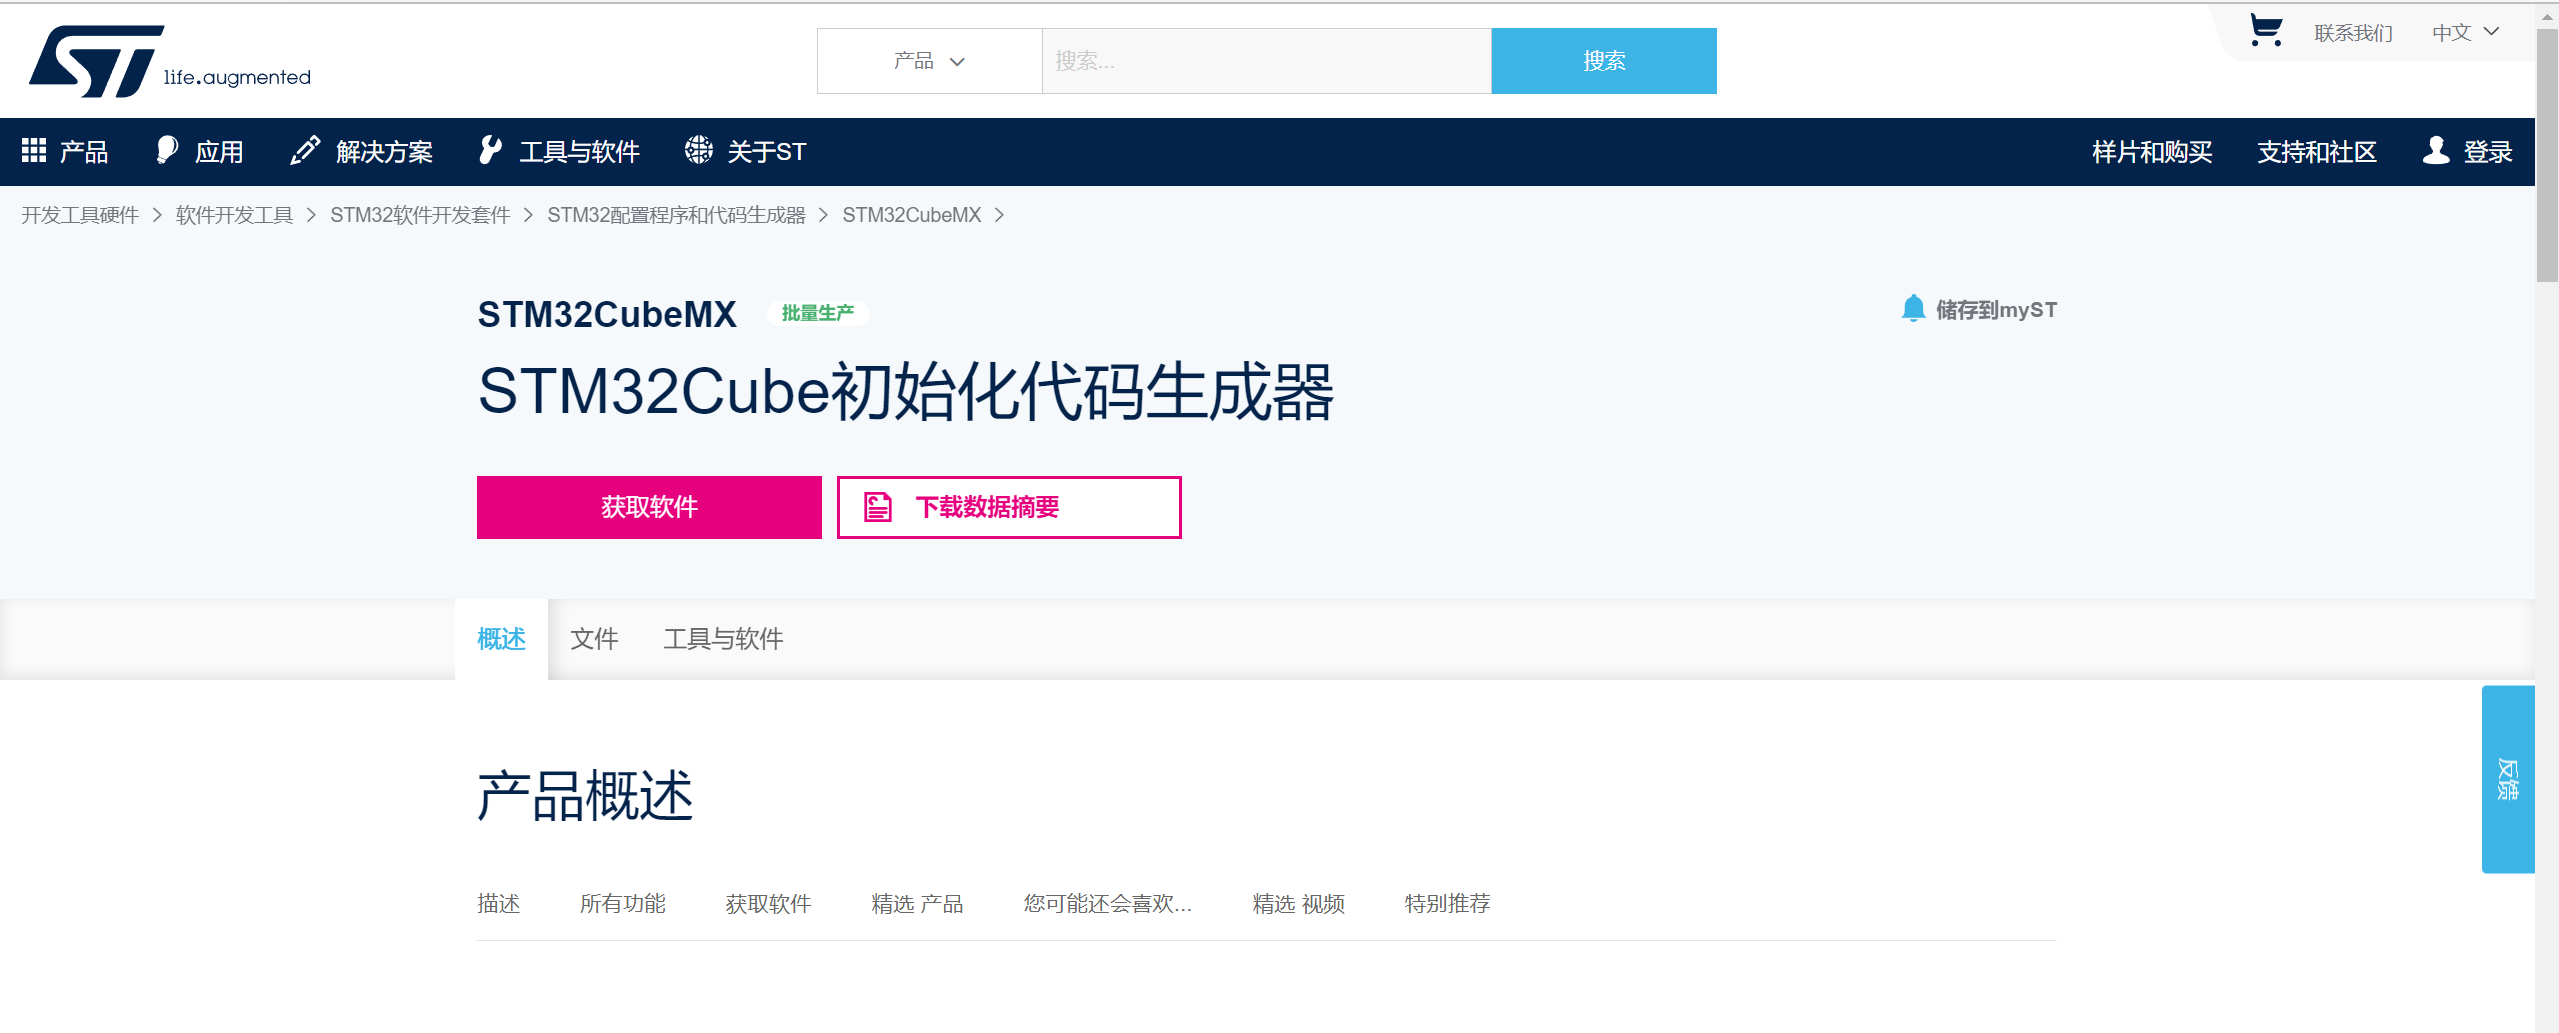 ST life.augmented
产品 搜索... 搜索
联系我们 中文
产品 应用 解决方案 工具与软件 关于ST 样片和购买 支持和社区 登录
开发工具硬件 > 软件开发工具 > STM32软件开发套件 > STM32配置程序和代码生成器 > STM32CubeMX >
STM32CubeMX 批量生产 储存到myST
STM32Cube初始化代码生成器
获取软件 下载数据摘要
概述 文件 工具与软件
反馈
产品概述
描述 所有功能 获取软件 精选 产品 您可能还会喜欢... 精选 视频 特别推荐